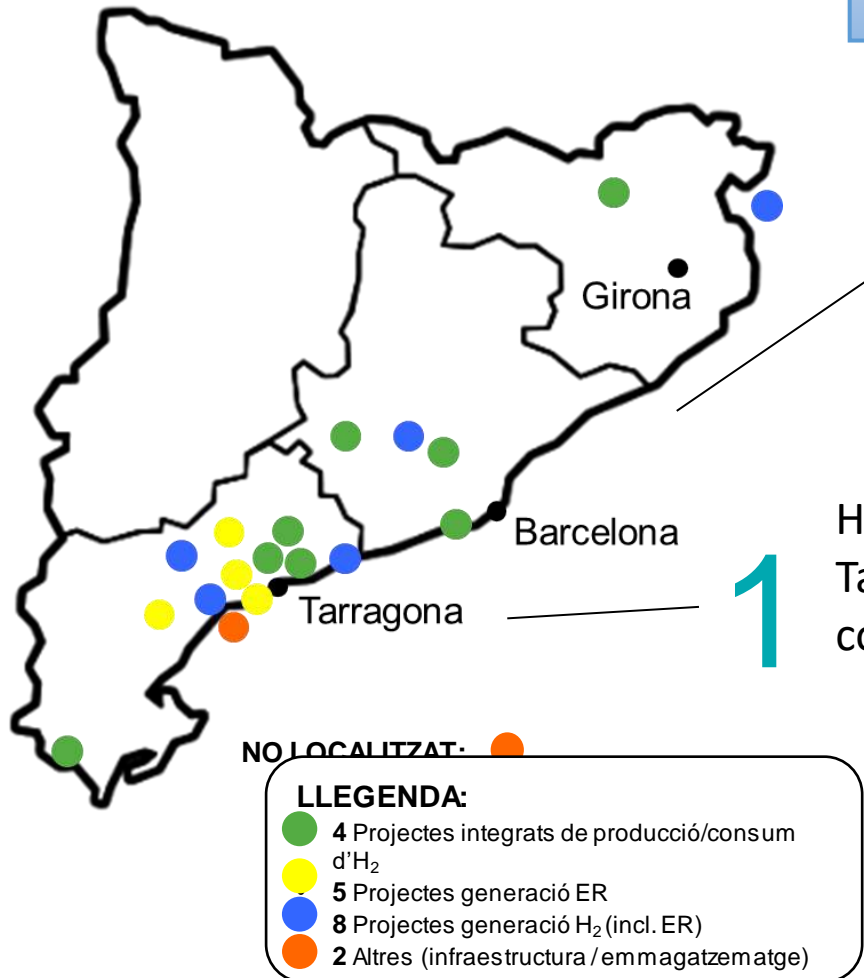 Girona
Barcelona
H
Ta
co
1
Tarragona
NO LOCALITZAT:
LLEGENDA:
4 Projectes integrats de producció/consum
d'H₂
5 Projectes generació ER
8 Projectes generació H₂ (incl. ER)
2 Altres (infraestructura / emmagatzematge)